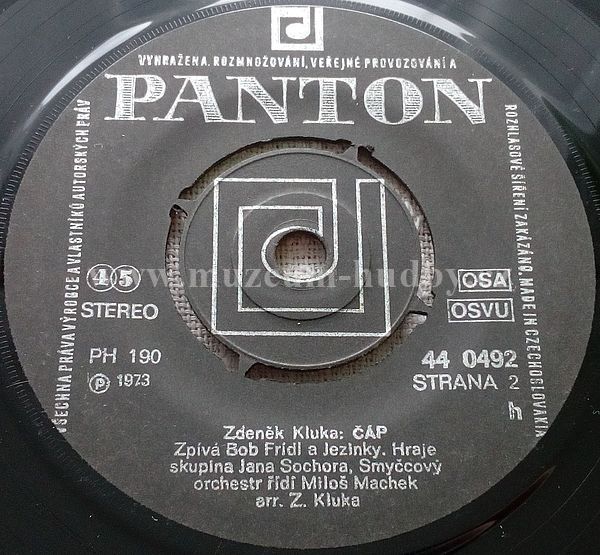 VYHRAŽENA. ROZMNOŽOVÁNÍ, VEŘEJNÉ PROVOZOVÁNÍ A
PANTON
VŠECHNA PRÁVA VÝROBCE A VLASTNÍKŮ AUTORSKÝCH PRÁV
ROZHLASOVÉ ŠÍŘENÍ ZAKÁZÁNO. MADE IN CZECHOSLOVAKIA
www.muzeum-hudby
45
STEREO
OSA
OSVU
PH 190
Ⓟ 1973
44 0492
STRANA 2
h
Zdeněk Kluka: ČÁP
Zpívá Bob Frídl a Jezinky. Hraje
skupina Jana Sochora, Smyčcový
orchestr řídí Miloš Machek
arr. Z. Kluka